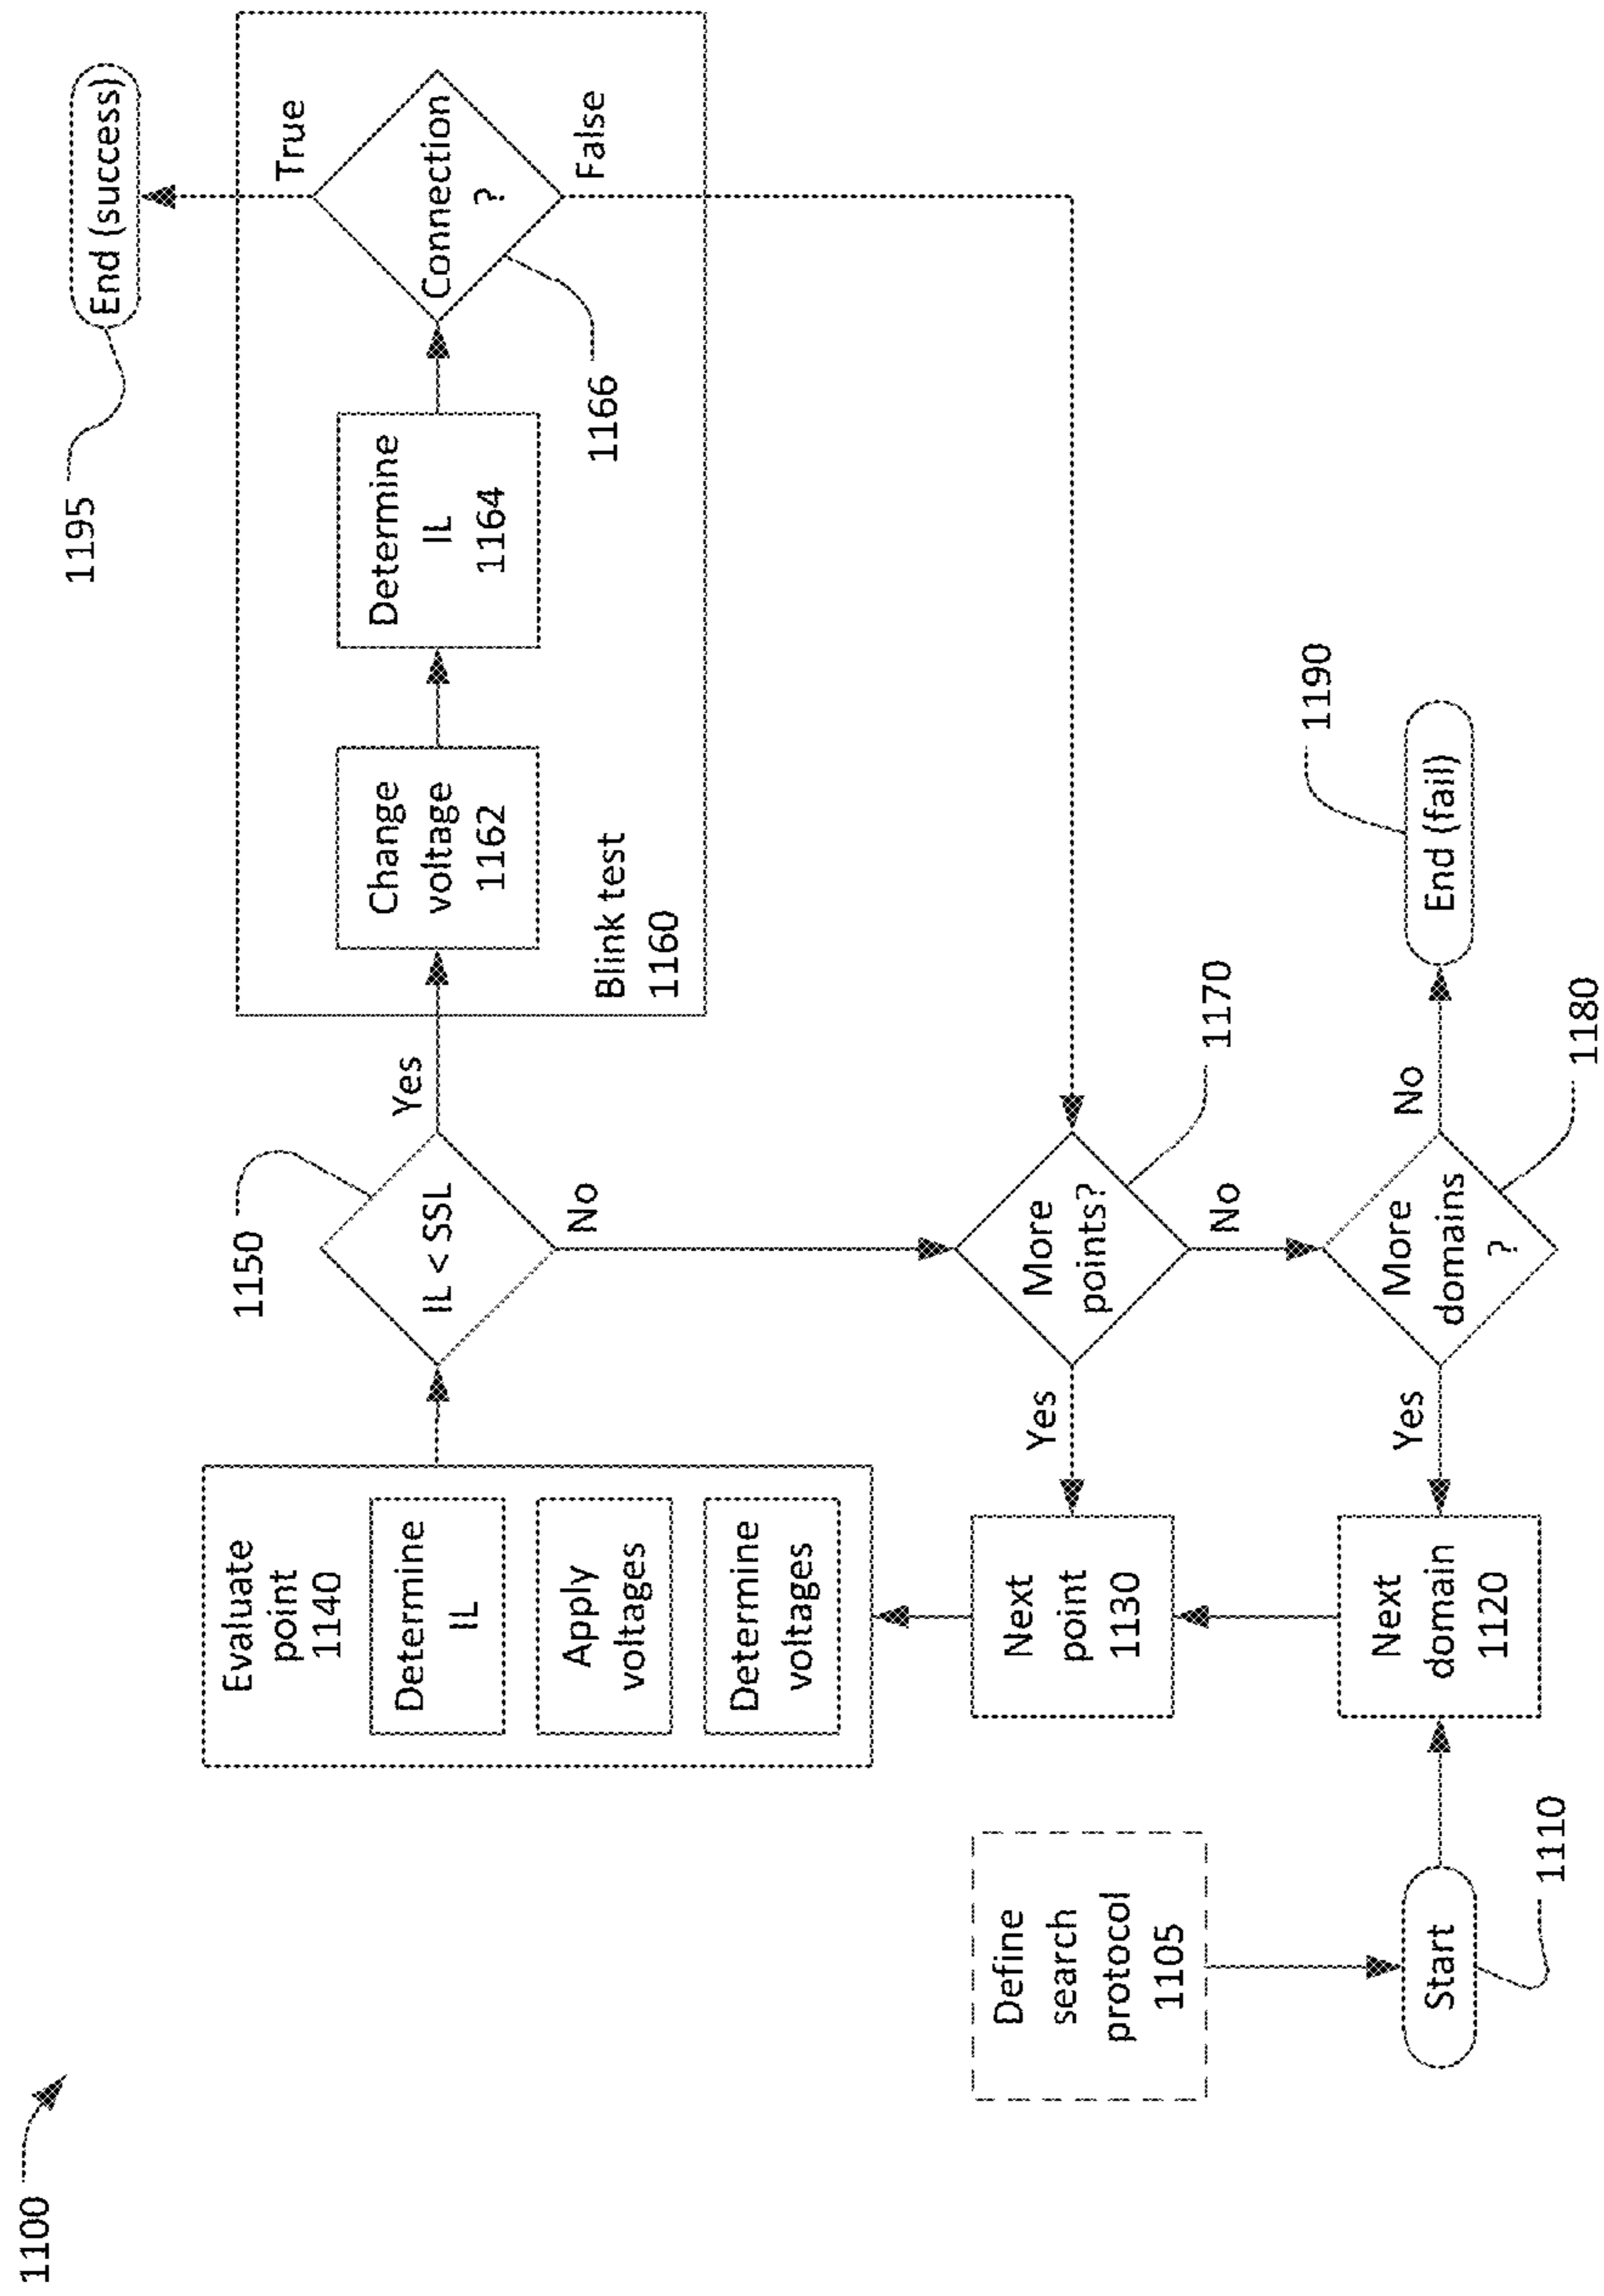 1100
1195
End (success)
True
Connection
?
False
1166
Determine
IL
1164
Change
voltage
1162
Blink test
1160
Yes
1150
IL < SSL
No
Evaluate
point
1140
Determine
IL
Apply
voltages
Determine
voltages
Next
point
1130
Yes
More
points?
1170
No
Define
search
protocol
1105
Start
1110
Next
domain
1120
Yes
More
domains
?
1180
No
End (fail)
1190